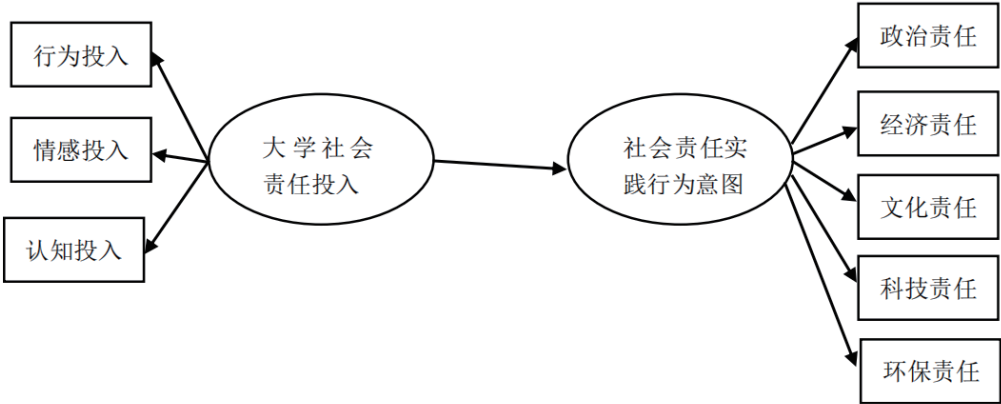 行为投入
情感投入
认知投入
大学社会
责任投入
社会责任实
践行为意图
政治责任
经济责任
文化责任
科技责任
环保责任